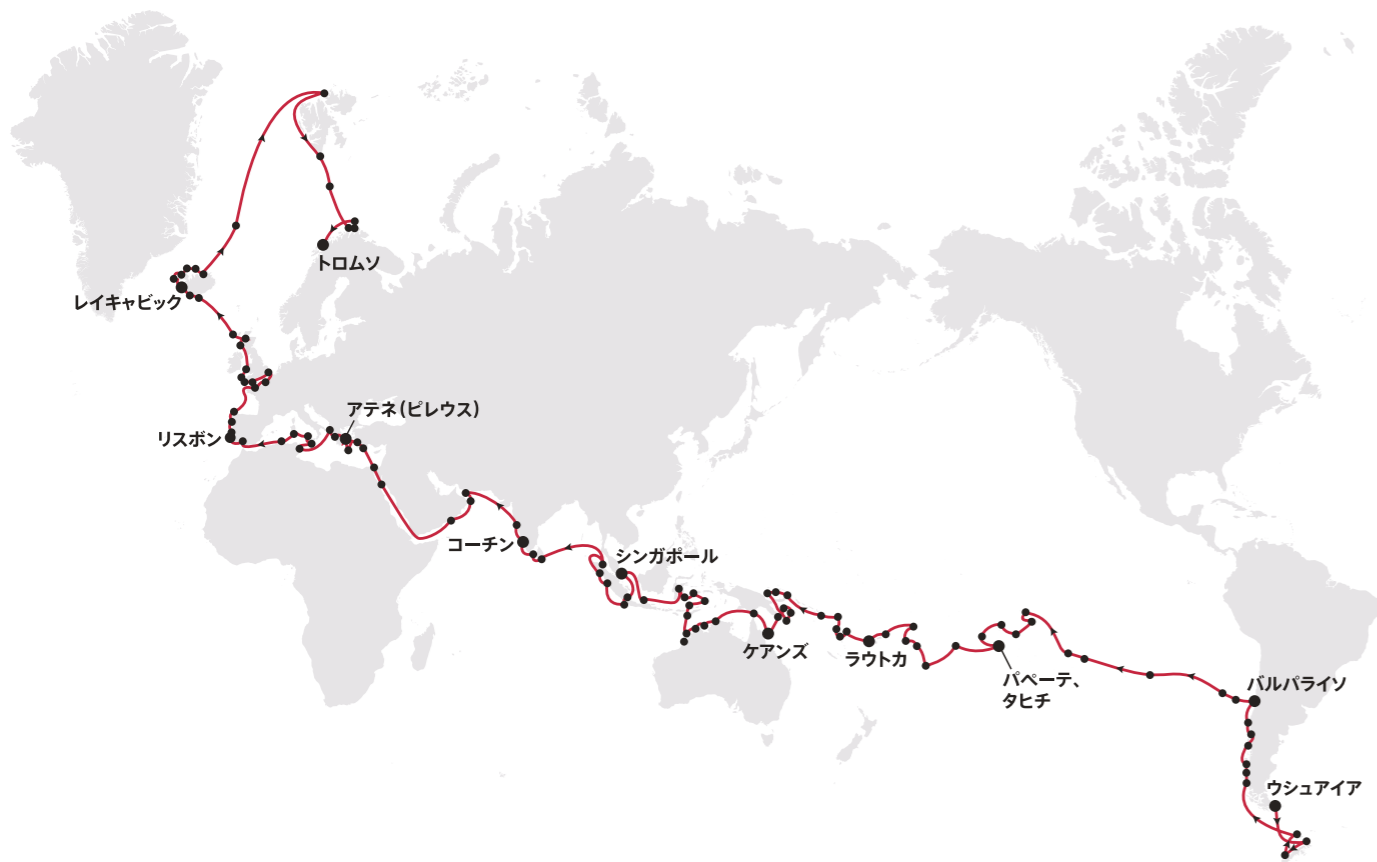 トロムソ
レイキャビック
アテネ（ピレウス）
リスボン
コーチン
シンガポール
ケアンズ
ラウトカ
パペーテ、
タヒチ
バルパライソ
ウシュアイア